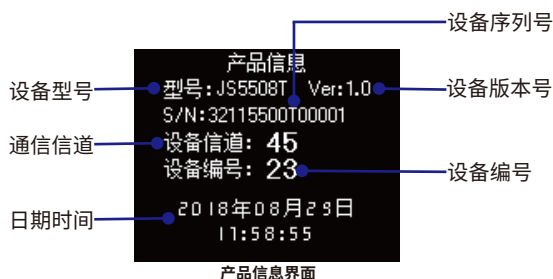 设备序列号
产品信息
设备型号
型号:JS5508T Ver:1.0
设备版本号
S/N:32115500T00001
通信信道
设备信道: 45
设备编号: 23
设备编号
日期时间
2018年08月29日
17:58:55
产品信息界面